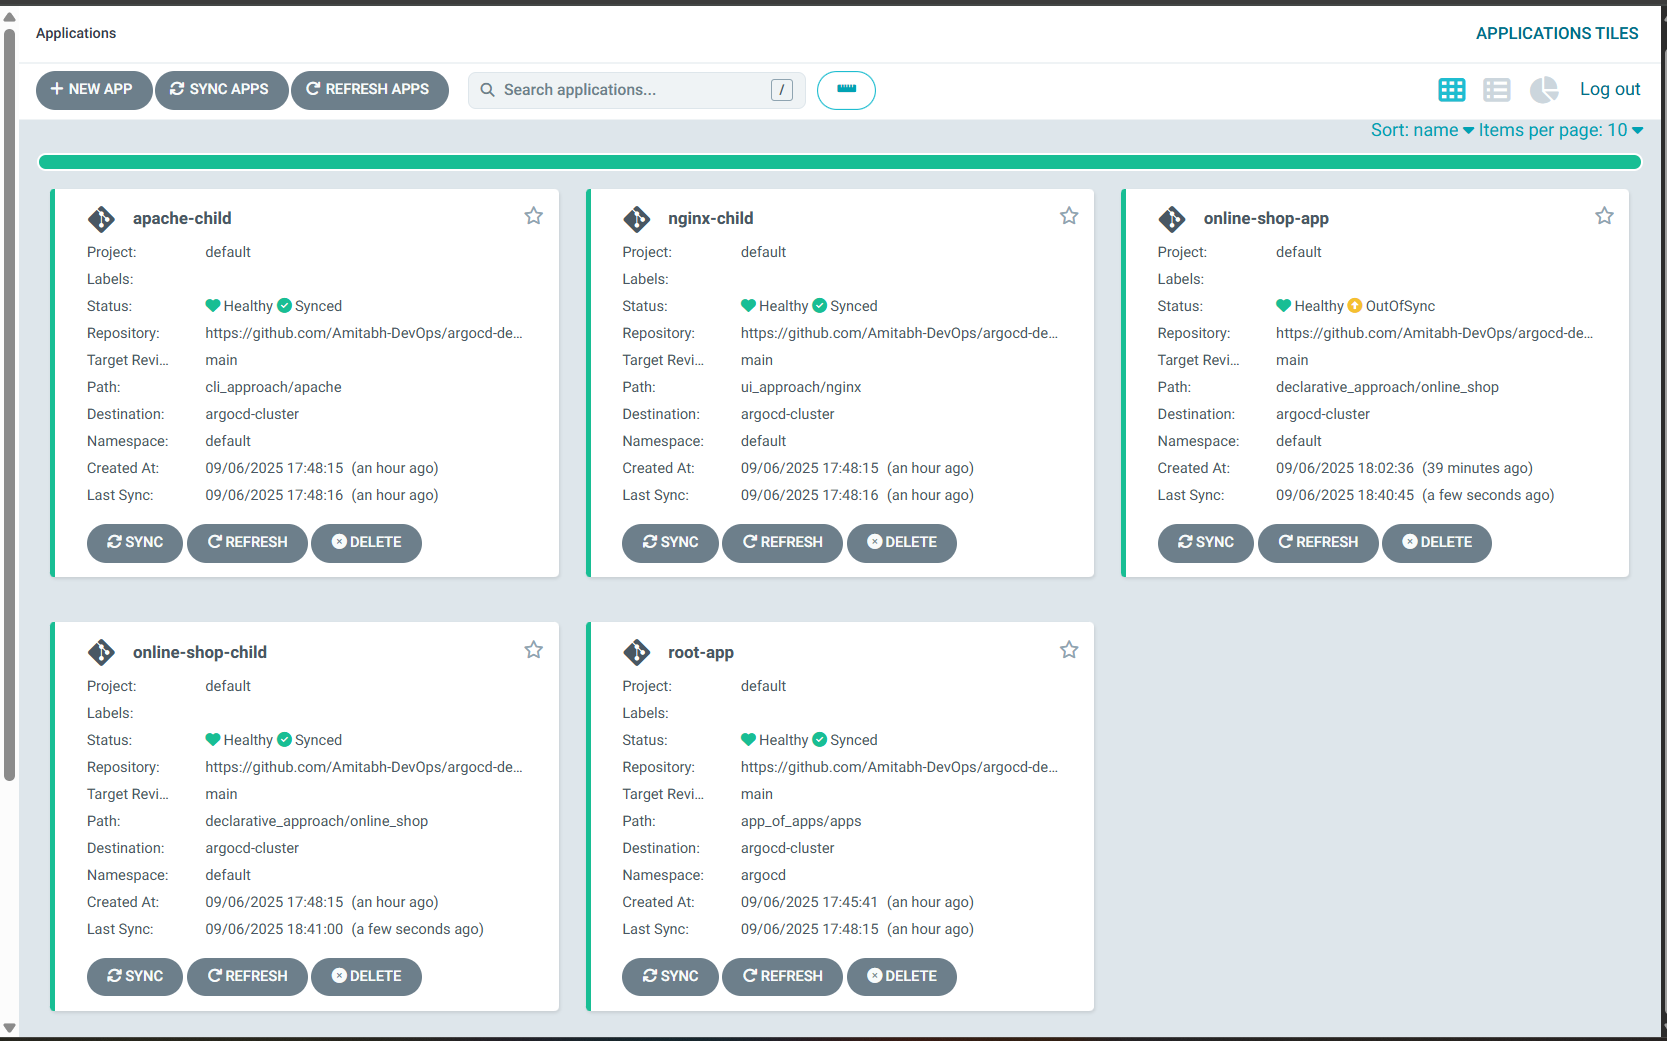 Applications
APPLICATIONS TILES
NEW APP
SYNC APPS
REFRESH APPS
Search applications...
/
Log out
Sort: name
Items per page: 10
apache-child
Project: default
Labels:
Status: Healthy Synced
Repository: https://github.com/Amitabh-DevOps/argocd-de...
Target Revi... main
Path: cli_approach/apache
Destination: argocd-cluster
Namespace: default
Created At: 09/06/2025 17:48:15 (an hour ago)
Last Sync: 09/06/2025 17:48:16 (an hour ago)
SYNC REFRESH DELETE
nginx-child
Project: default
Labels:
Status: Healthy Synced
Repository: https://github.com/Amitabh-DevOps/argocd-de...
Target Revi... main
Path: ui_approach/nginx
Destination: argocd-cluster
Namespace: default
Created At: 09/06/2025 17:48:15 (an hour ago)
Last Sync: 09/06/2025 17:48:16 (an hour ago)
SYNC REFRESH DELETE
online-shop-app
Project: default
Labels:
Status: Healthy OutOfSync
Repository: https://github.com/Amitabh-DevOps/argocd-de...
Target Revi... main
Path: declarative_approach/online_shop
Destination: argocd-cluster
Namespace: default
Created At: 09/06/2025 18:02:36 (39 minutes ago)
Last Sync: 09/06/2025 18:40:45 (a few seconds ago)
SYNC REFRESH DELETE
online-shop-child
Project: default
Labels:
Status: Healthy Synced
Repository: https://github.com/Amitabh-DevOps/argocd-de...
Target Revi... main
Path: declarative_approach/online_shop
Destination: argocd-cluster
Namespace: default
Created At: 09/06/2025 17:48:15 (an hour ago)
Last Sync: 09/06/2025 18:41:00 (a few seconds ago)
SYNC REFRESH DELETE
root-app
Project: default
Labels:
Status: Healthy Synced
Repository: https://github.com/Amitabh-DevOps/argocd-de...
Target Revi... main
Path: app_of_apps/apps
Destination: argocd-cluster
Namespace: argocd
Created At: 09/06/2025 17:45:41 (an hour ago)
Last Sync: 09/06/2025 17:48:15 (an hour ago)
SYNC REFRESH DELETE